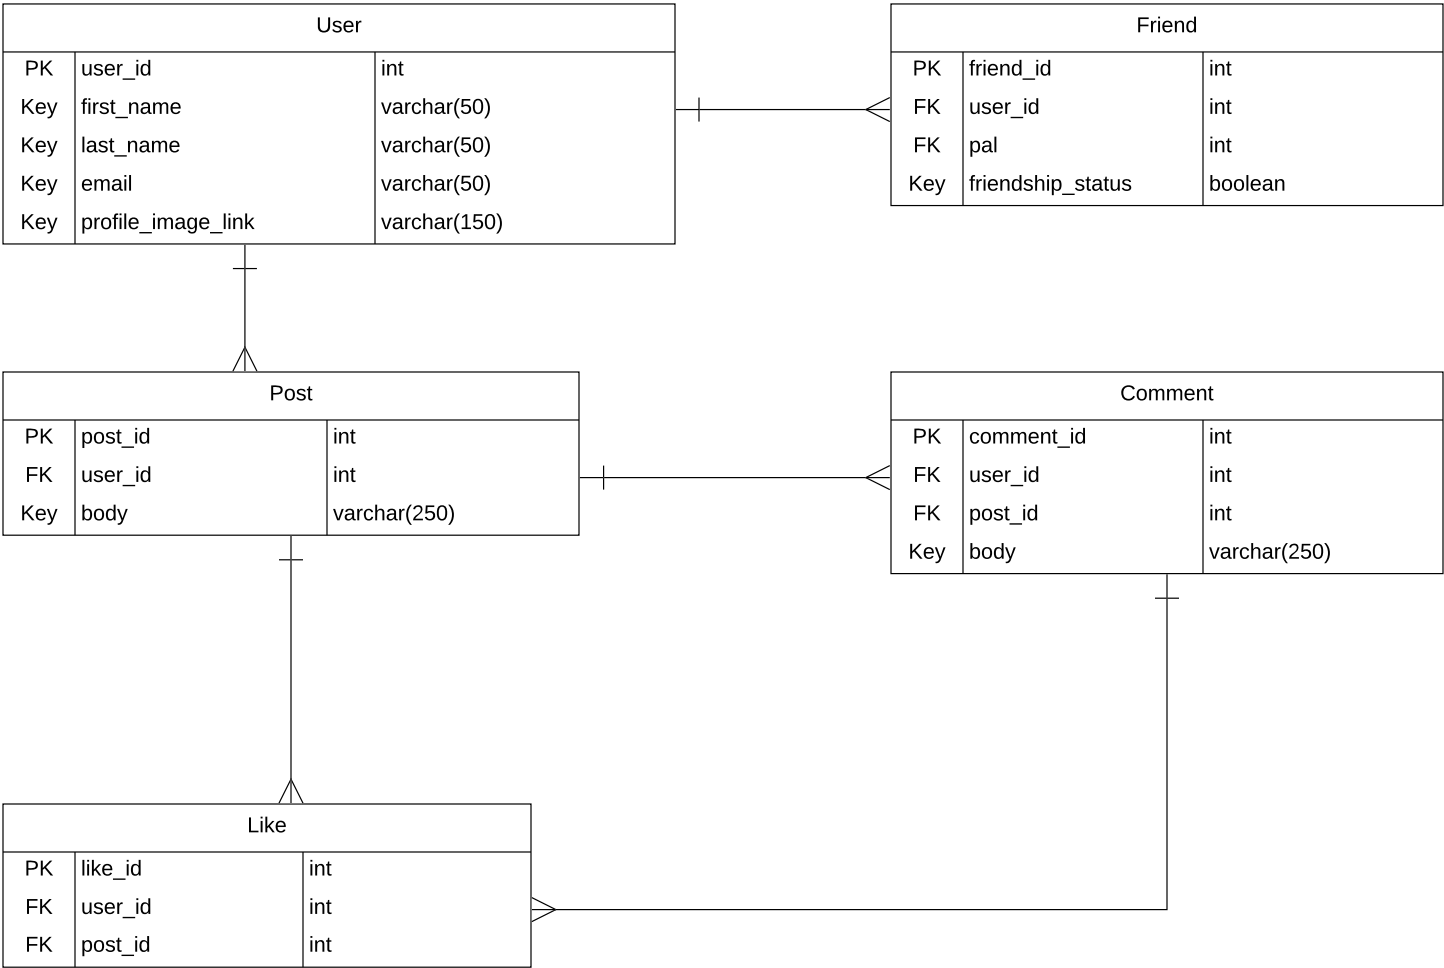 User
PK user_id int
Key first_name varchar(50)
Key last_name varchar(50)
Key email varchar(50)
Key profile_image_link varchar(150)
Friend
PK friend_id int
FK user_id int
FK pal int
Key friendship_status boolean
Post
PK post_id int
FK user_id int
Key body varchar(250)
Comment
PK comment_id int
FK user_id int
FK post_id int
Key body varchar(250)
Like
PK like_id int
FK user_id int
FK post_id int